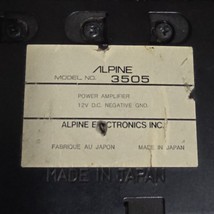 ALPINE
MODEL NO. 3505
POWER AMPLIFIER
12V D.C. NEGATIVE GND.
ALPINE ELECTRONICS INC.
FABRIQUE AU JAPON MADE IN JAPAN
MADE IN JAPAN